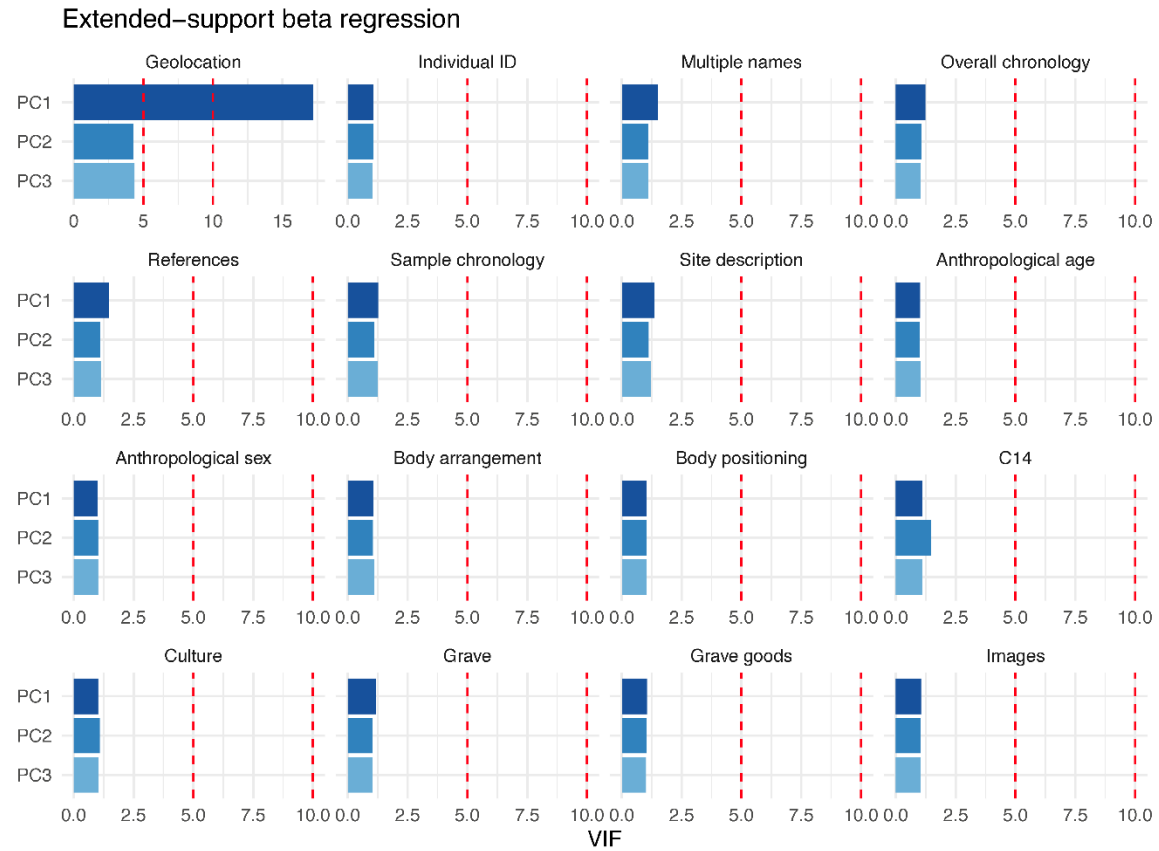 Extended−support beta regression
Geolocation Individual ID Multiple names Overall chronology
PC1
PC2
PC3
0 5 10 15 0.0 2.5 5.0 7.5 10.0 0.0 2.5 5.0 7.5 10.0 0.0 2.5 5.0 7.5 10.0
References Sample chronology Site description Anthropological age
PC1
PC2
PC3
0.0 2.5 5.0 7.5 10.0 0.0 2.5 5.0 7.5 10.0 0.0 2.5 5.0 7.5 10.0 0.0 2.5 5.0 7.5 10.0
Anthropological sex Body arrangement Body positioning C14
PC1
PC2
PC3
0.0 2.5 5.0 7.5 10.0 0.0 2.5 5.0 7.5 10.0 0.0 2.5 5.0 7.5 10.0 0.0 2.5 5.0 7.5 10.0
Culture Grave Grave goods Images
PC1
PC2
PC3
0.0 2.5 5.0 7.5 10.0 0.0 2.5 5.0 7.5 10.0 0.0 2.5 5.0 7.5 10.0 0.0 2.5 5.0 7.5 10.0
VIF